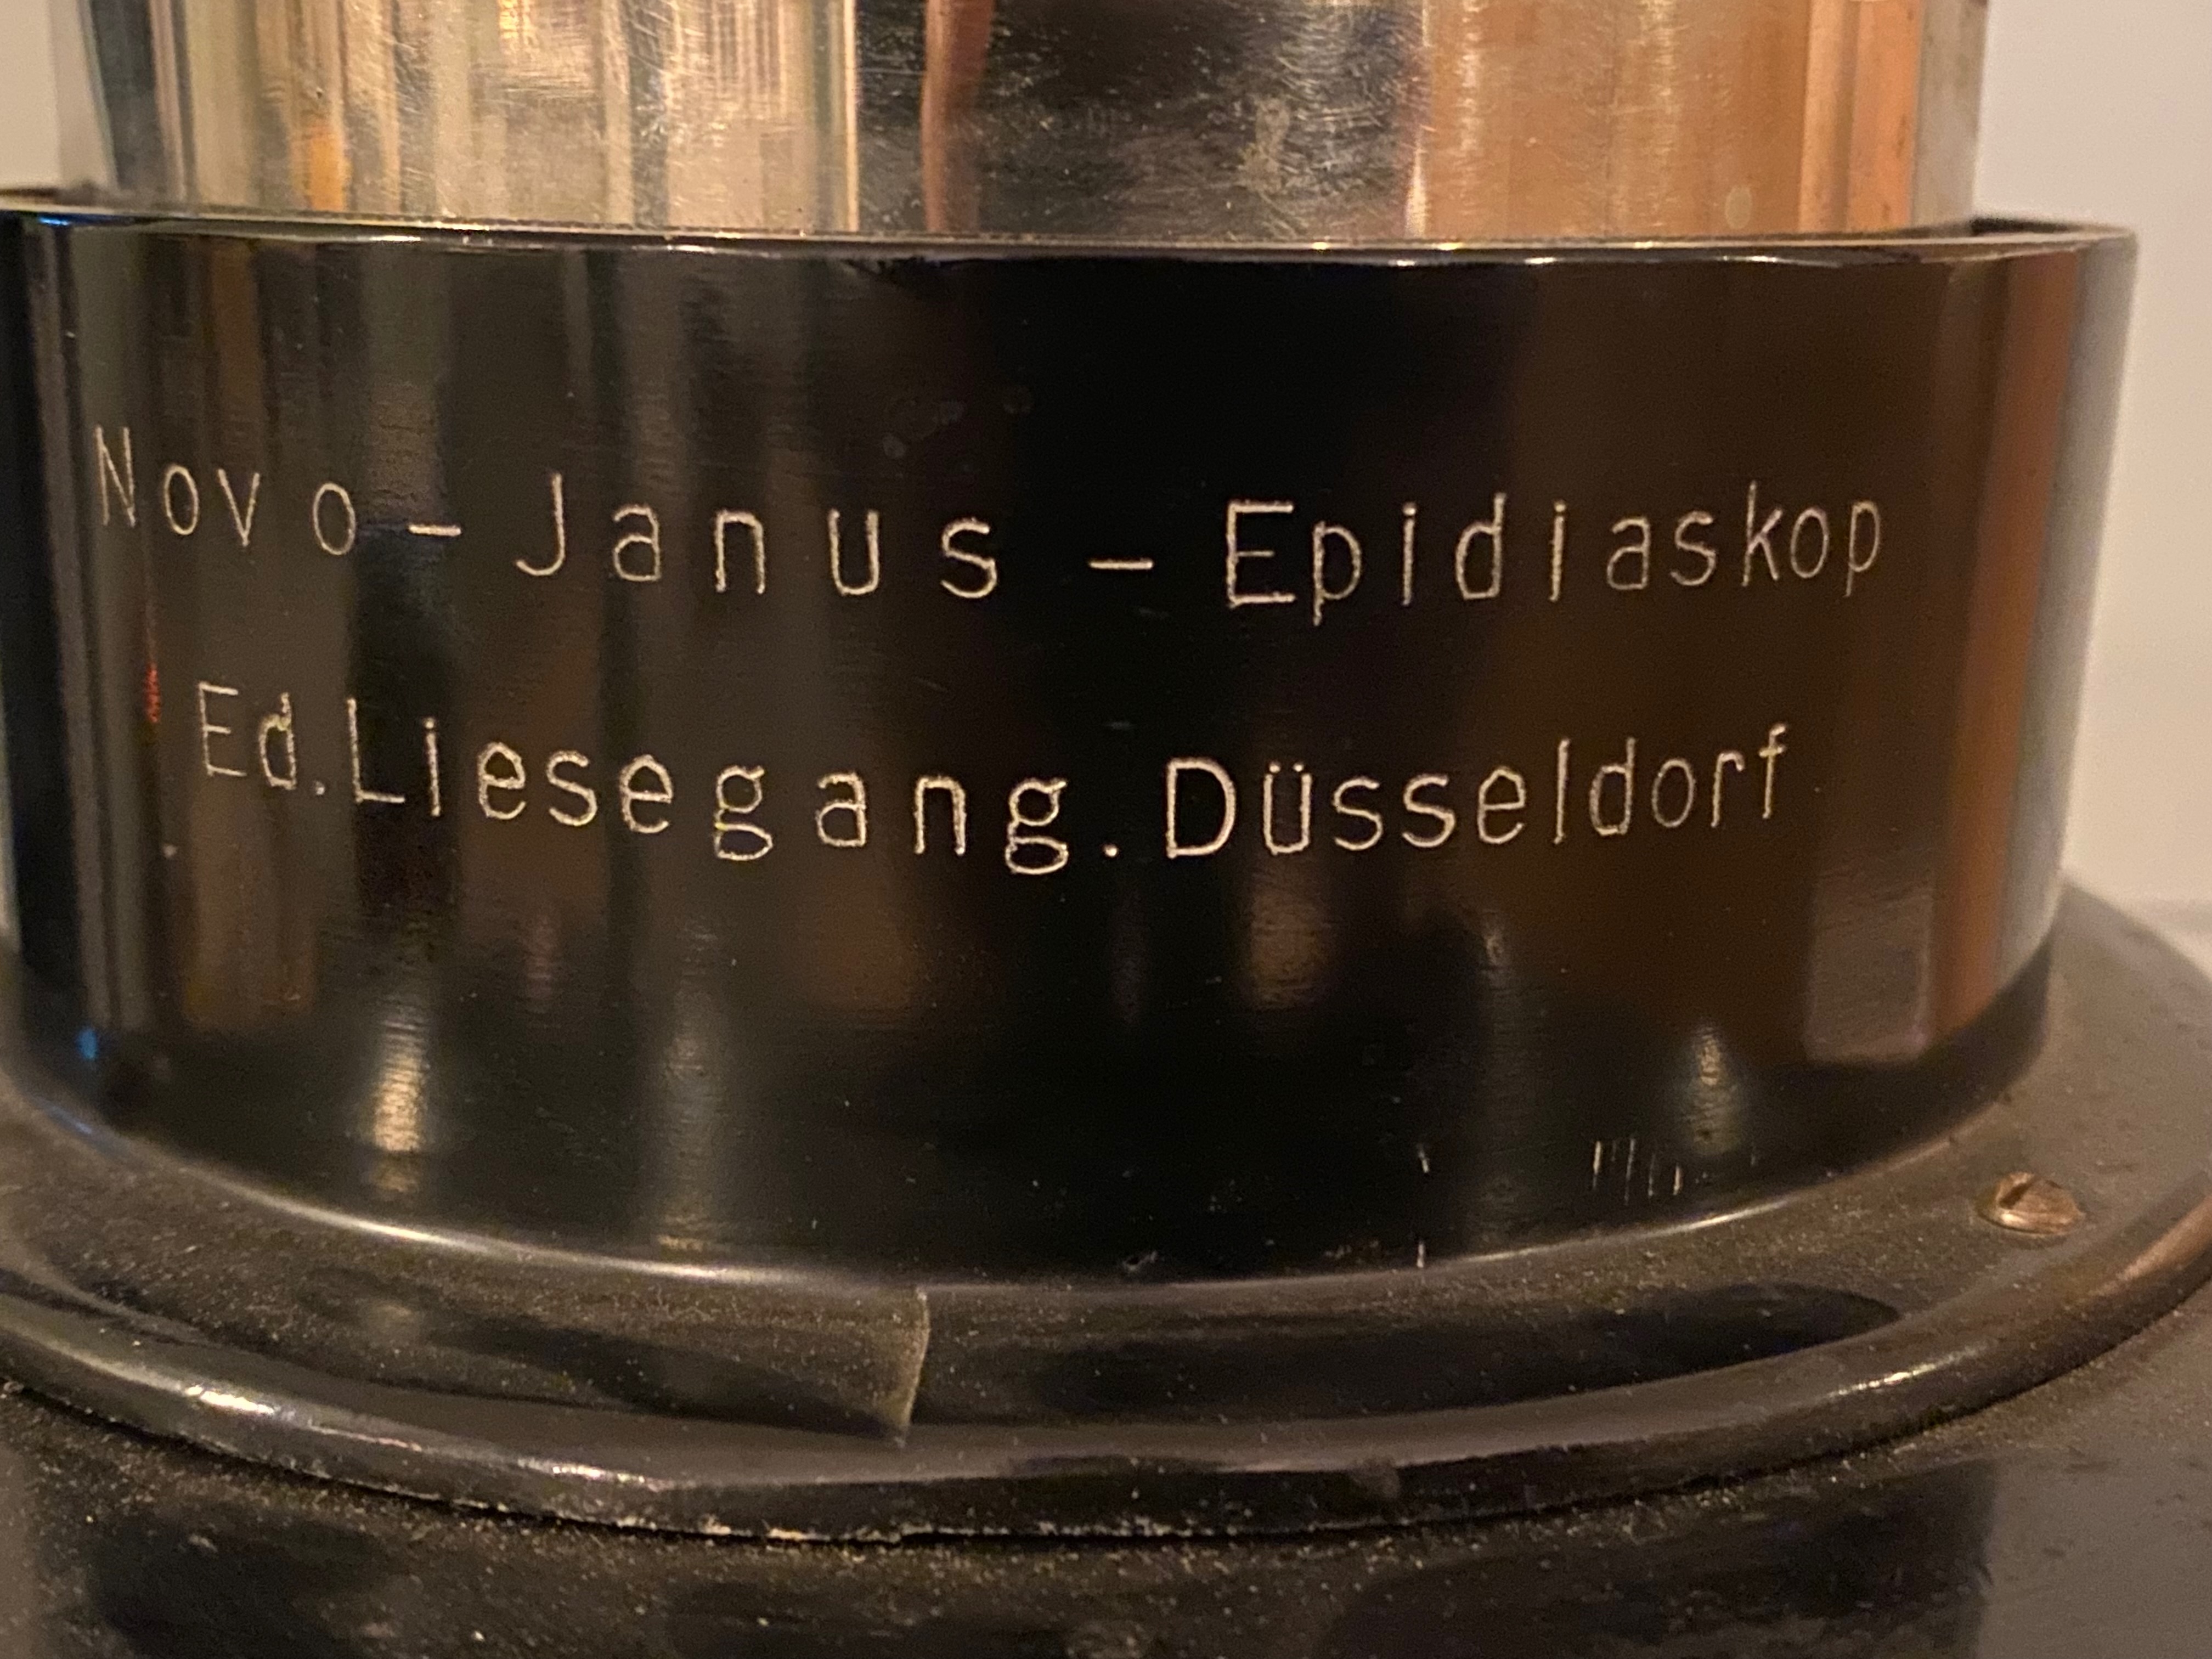 Novo - Janus - Epidiaskop
Ed. Liesegang. Düsseldorf